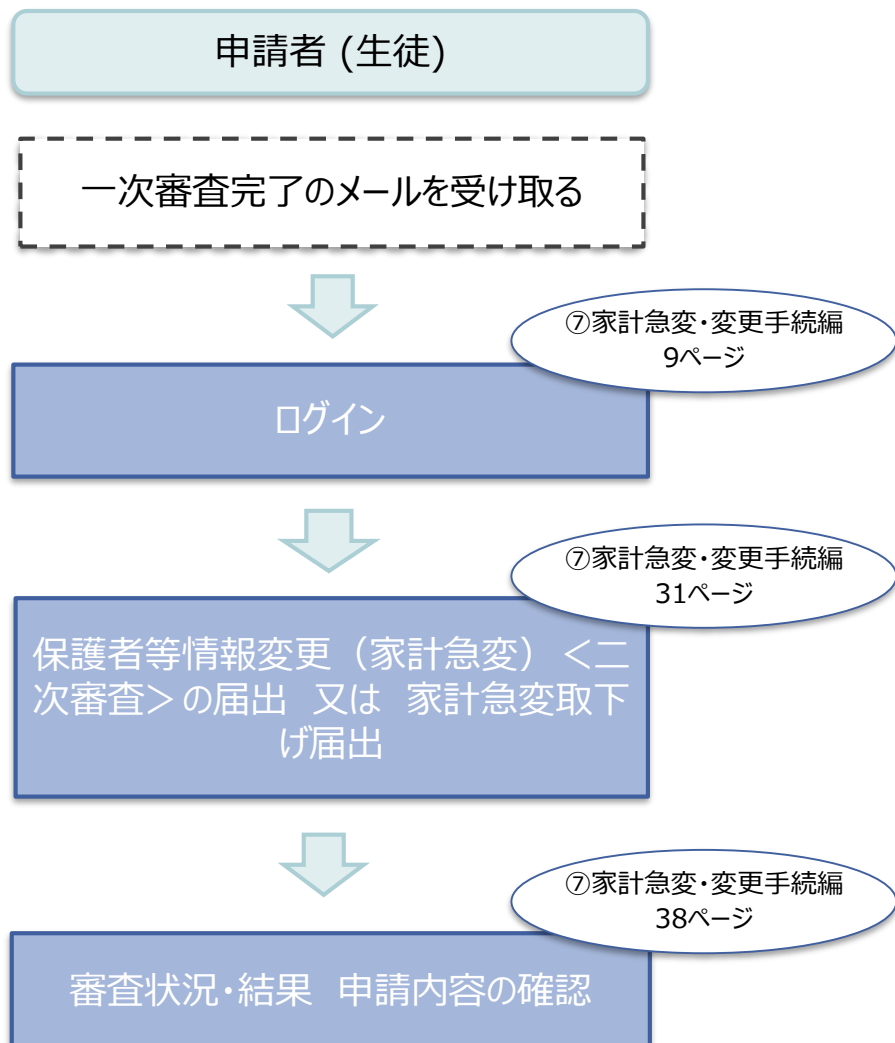 申請者 (生徒)
一次審査完了のメールを受け取る
⑦家計急変・変更手続編
9ページ
ログイン
⑦家計急変・変更手続編
31ページ
保護者等情報変更（家計急変）＜二
次審査＞の届出　又は　家計急変取下
げ届出
⑦家計急変・変更手続編
38ページ
審査状況・結果　申請内容の確認